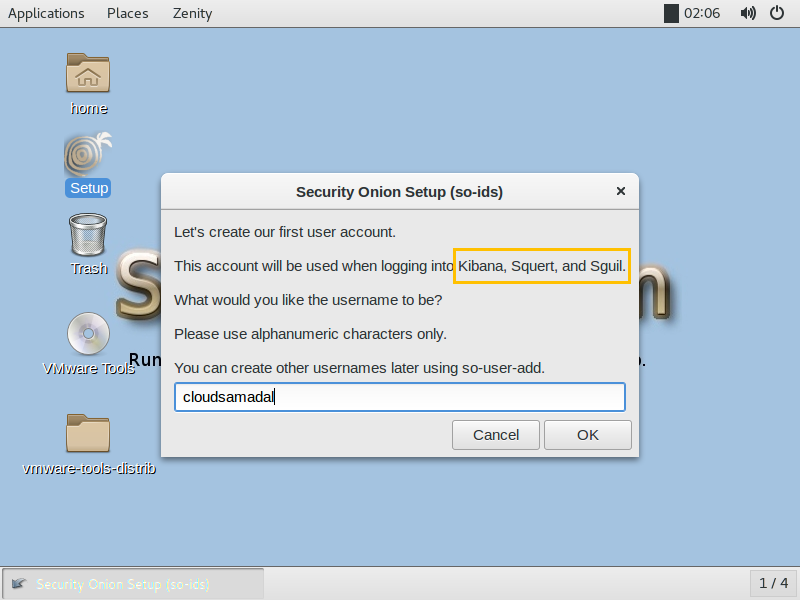 Applications Places Zenity 02:06
home
Setup
Trash
VMware Tools
vmware-tools-distrib
Security Onion Setup (so-ids)
Let's create our first user account.
This account will be used when logging into Kibana, Squert, and Sguil.
What would you like the username to be?
Please use alphanumeric characters only.
You can create other usernames later using so-user-add.
cloudsamadal
Cancel OK
S n
Run .
Security Onion Setup (so-ids) 1 / 4